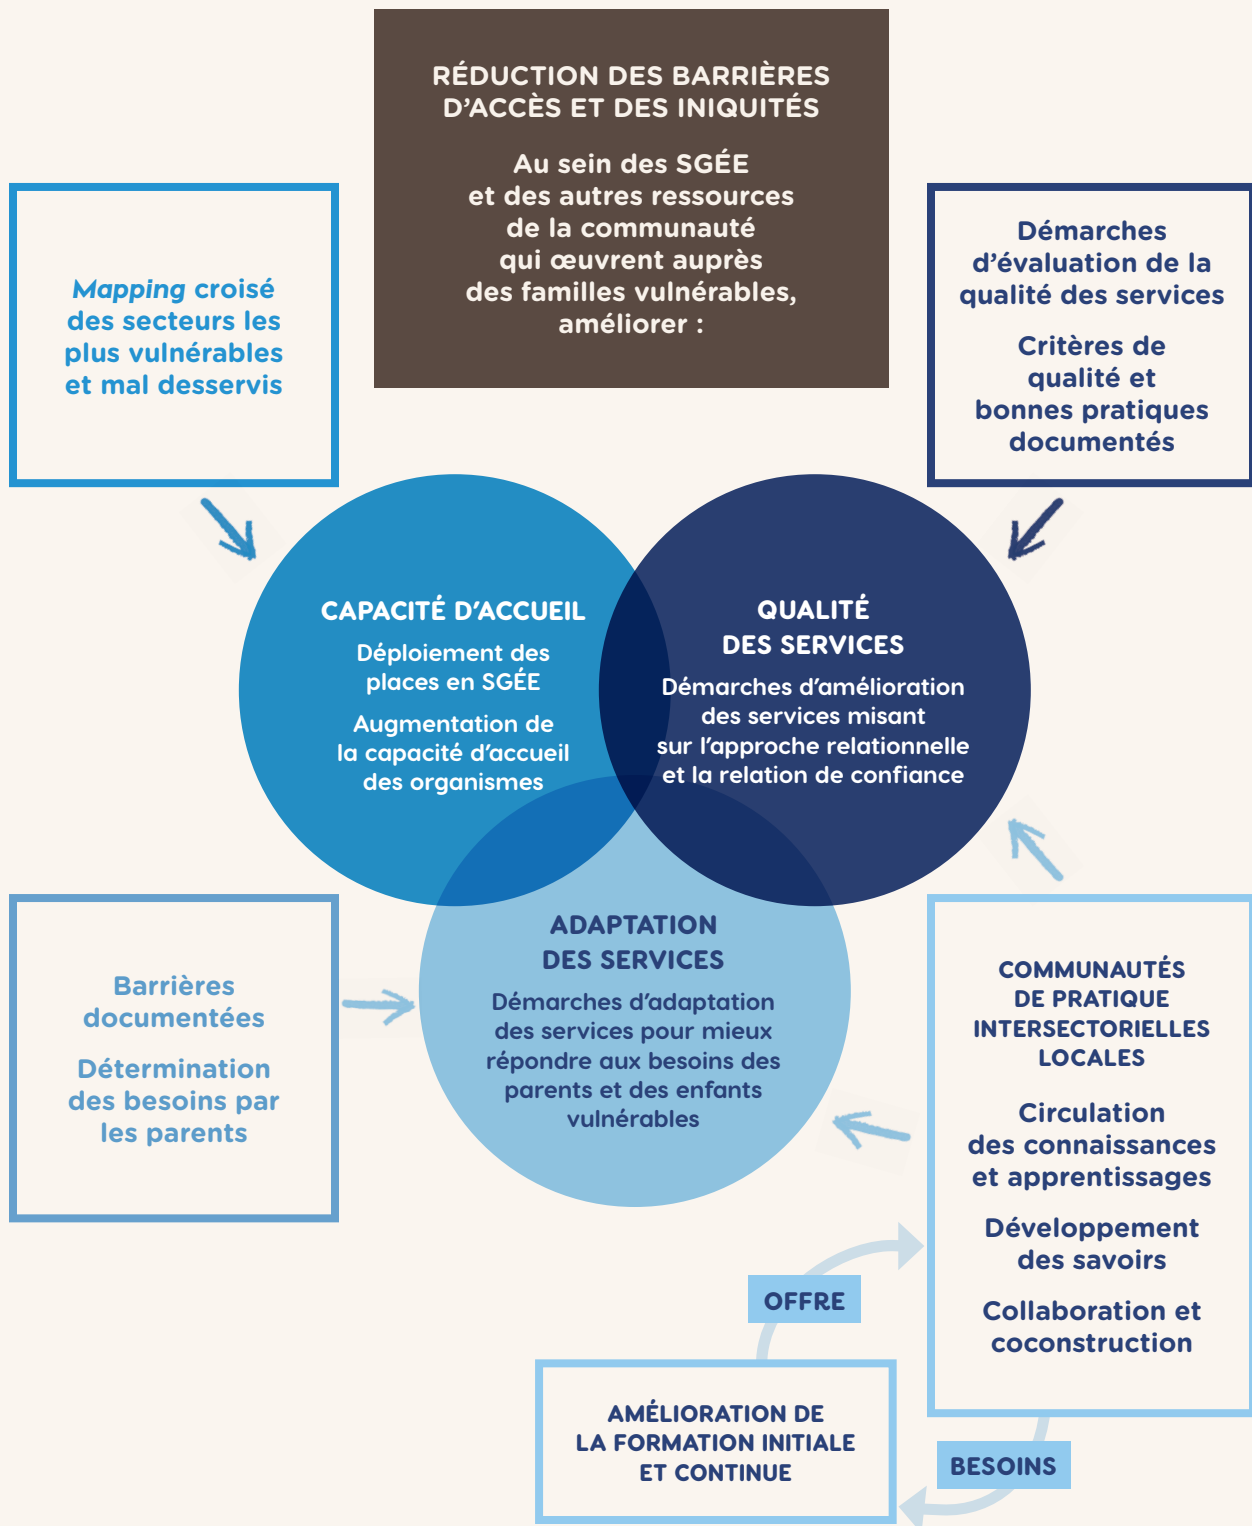 RÉDUCTION DES BARRIÈRES
D'ACCÈS ET DES INIQUITÉS
Au sein des SGÉE
et des autres ressources
de la communauté
qui œuvrent auprès
des familles vulnérables,
améliorer :
Mapping croisé
des secteurs les
plus vulnérables
et mal desservis
Démarches
d'évaluation de la
qualité des services
Critères de
qualité et
bonnes pratiques
documentés
CAPACITÉ D'ACCUEIL
Déploiement des
places en SGÉE
Augmentation de
la capacité d'accueil
des organismes
QUALITÉ
DES SERVICES
Démarches d'amélioration
des services misant
sur l'approche relationnelle
et la relation de confiance
ADAPTATION
DES SERVICES
Démarches d'adaptation
des services pour mieux
répondre aux besoins des
parents et des enfants
vulnérables
Barrières
documentées
Détermination
des besoins par
les parents
COMMUNAUTÉS
DE PRATIQUE
INTERSECTORIELLES
LOCALES
Circulation
des connaissances
et apprentissages
Développement
des savoirs
Collaboration et
coconstruction
OFFRE
AMÉLIORATION DE
LA FORMATION INITIALE
ET CONTINUE
BESOINS